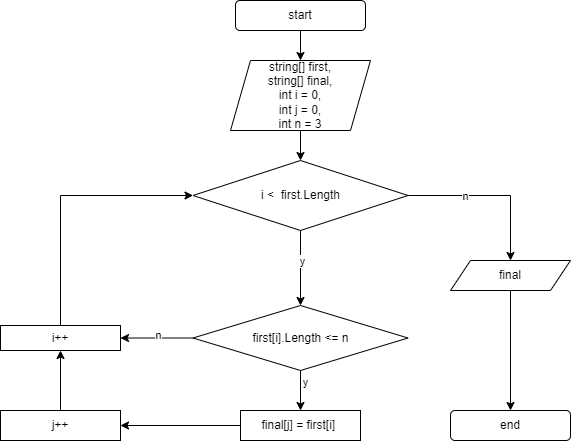 start
string[] first,
string[] final,
int i = 0,
int j = 0,
int n = 3
i <  first.Length
n
y
final
first[i].Length <= n
n
i++
y
final[j] = first[i]
j++
end